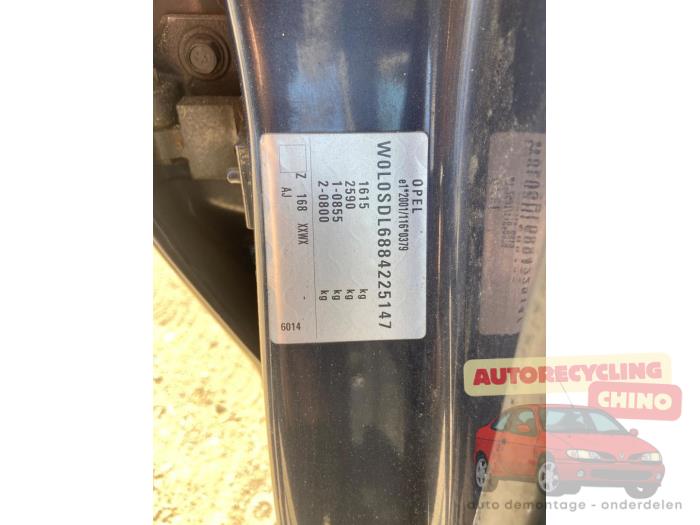 OPEL
e1*2001/116*0379
W0L0SDL6884225147
1615 kg
2590 kg
1-0855 kg
2-0800 kg
Z 168 XXWX -
AJ 6014
AUTORECYCLING
CHINO
auto demontage - onderdelen